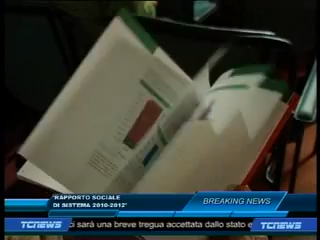 "RAPPORTO SOCIALE
DI SISTEMA 2010-2012"
BREAKING NEWS
TCNEWS ci sarà una breve tregua accettata dallo stato e TCNEWS